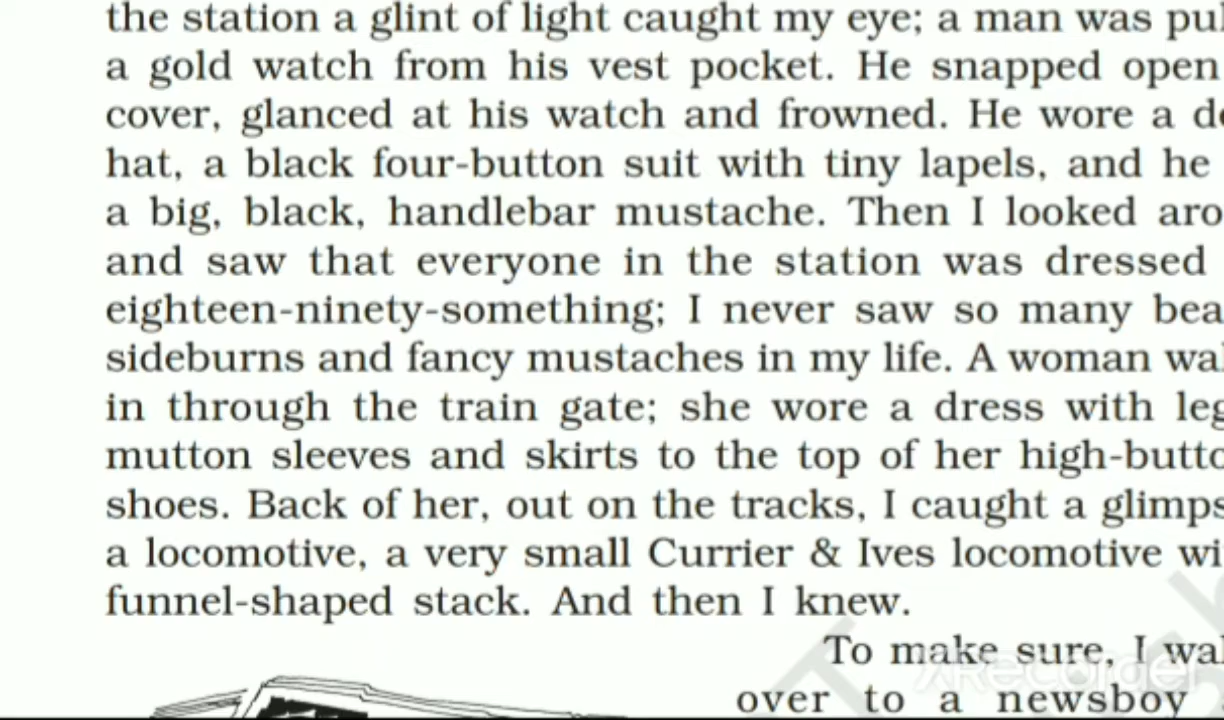 the station a glint of light caught my eye; a man was pul
a gold watch from his vest pocket. He snapped open
cover, glanced at his watch and frowned. He wore a de
hat, a black four-button suit with tiny lapels, and he
a big, black, handlebar mustache. Then I looked aro
and saw that everyone in the station was dressed
eighteen-ninety-something; I never saw so many bea
sideburns and fancy mustaches in my life. A woman wal
in through the train gate; she wore a dress with leg
mutton sleeves and skirts to the top of her high-butto
shoes. Back of her, out on the tracks, I caught a glimps
a locomotive, a very small Currier & Ives locomotive wi
funnel-shaped stack. And then I knew.
To make sure, I wal
XRecorder
over to a newsboy